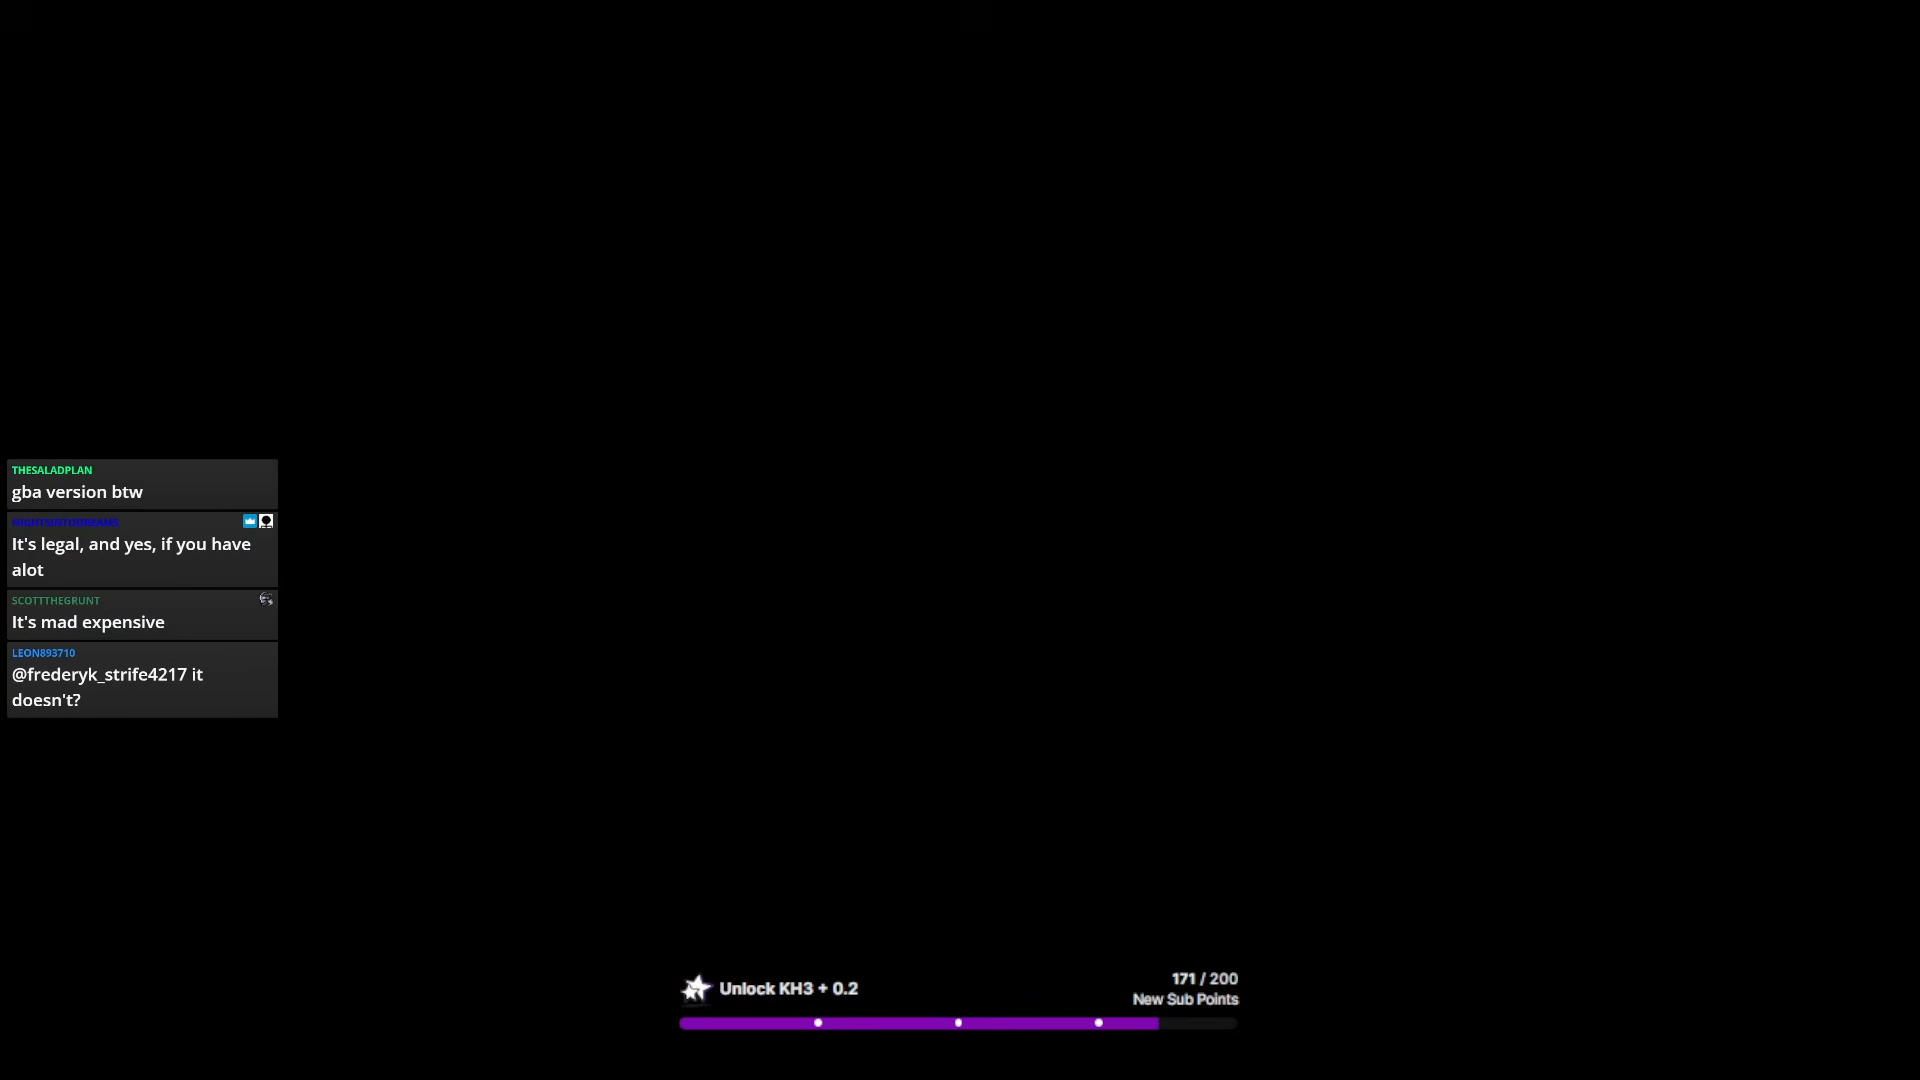 THESALADPLAN
gba version btw
NIGHTSINTODREAMS
It's legal, and yes, if you have
alot
SCOTTTHEGRUNT
It's mad expensive
LEON893710
@frederyk_strife4217 it
doesn't?
Unlock KH3 + 0.2
171 / 200
New Sub Points